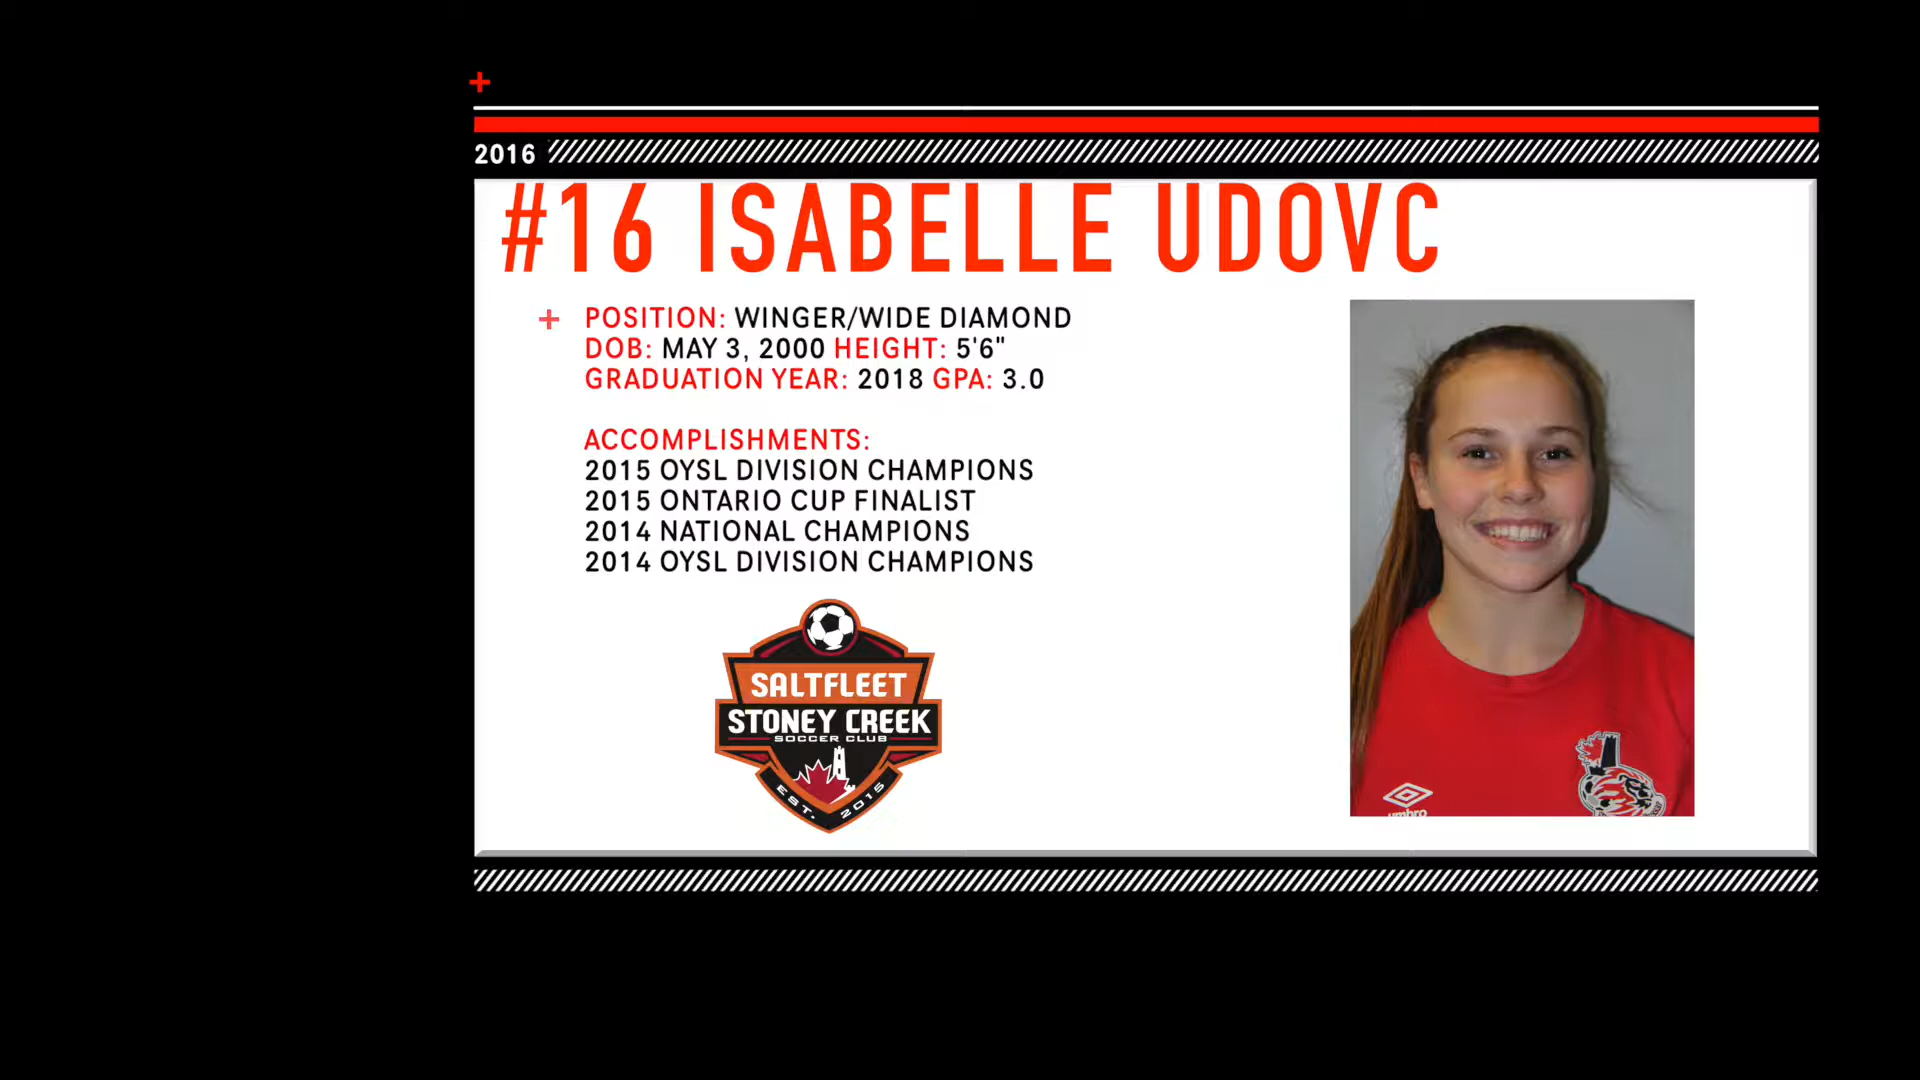 2016
#16 ISABELLE UDOVC
POSITION: WINGER/WIDE DIAMOND
DOB: MAY 3, 2000 HEIGHT: 5'6"
GRADUATION YEAR: 2018 GPA: 3.0
ACCOMPLISHMENTS:
2015 OYSL DIVISION CHAMPIONS
2015 ONTARIO CUP FINALIST
2014 NATIONAL CHAMPIONS
2014 OYSL DIVISION CHAMPIONS
SALTFLEET
STONEY CREEK
SOCCER CLUB
EST. 2015
umbro